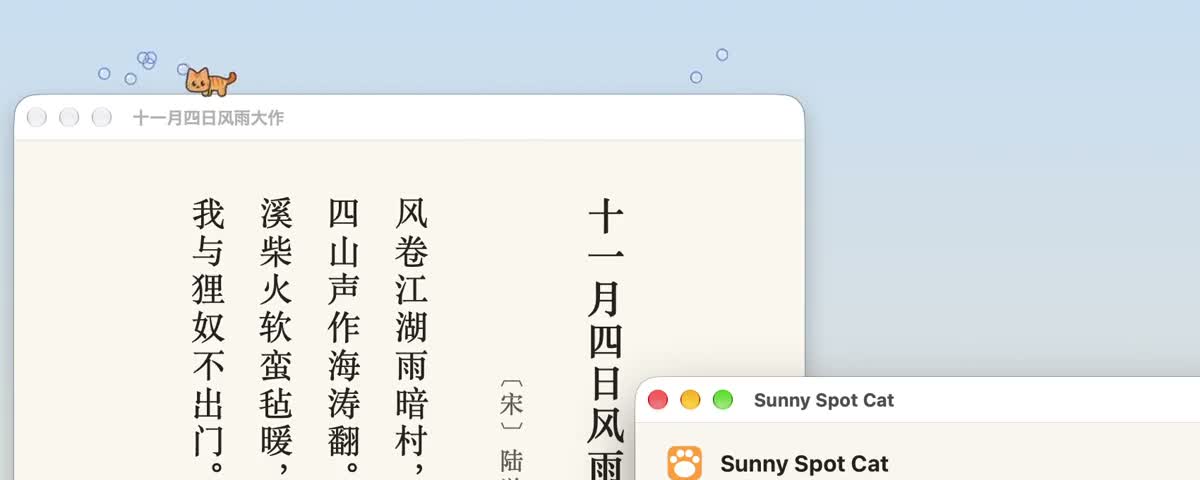 十一月四日风雨大作
十一月四日风雨
〔宋〕陆
风卷江湖雨暗村，
四山声作海涛翻。
溪柴火软蛮毡暖，
我与狸奴不出门。
Sunny Spot Cat
Sunny Spot Cat